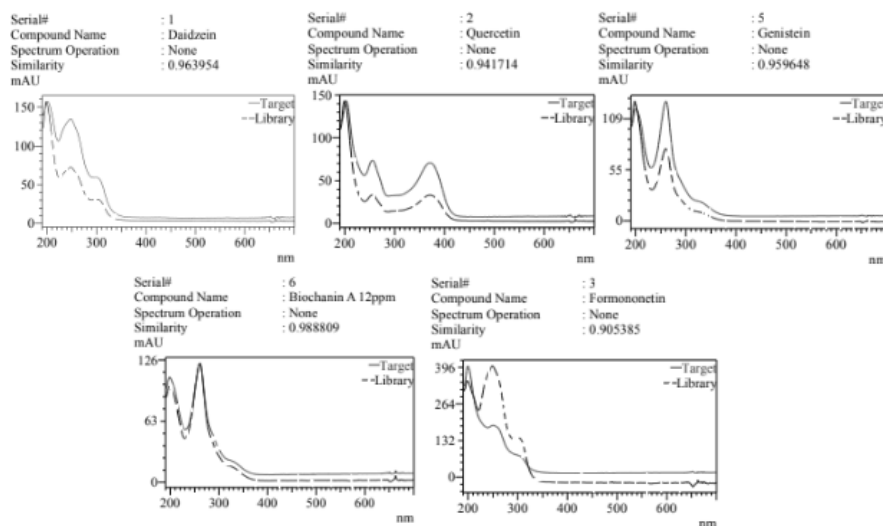 Serial# : 1
Compound Name : Daidzein
Spectrum Operation : None
Similarity : 0.963954
mAU
150
100
50
0
Target
Library
200 300 400 500 600
nm
Serial# : 2
Compound Name : Quercetin
Spectrum Operation : None
Similarity : 0.941714
mAU
150
100
50
0
Target
Library
200 300 400 500 600
nm
Serial# : 5
Compound Name : Genistein
Spectrum Operation : None
Similarity : 0.959648
mAU
109
55
0
Target
Library
200 300 400 500 600
nm
Serial# : 6
Compound Name : Biochanin A 12ppm
Spectrum Operation : None
Similarity : 0.988809
mAU
126
63
0
Target
Library
200 300 400 500 600
nm
Serial# : 3
Compound Name : Formononetin
Spectrum Operation : None
Similarity : 0.905385
mAU
396
264
132
0
Target
Library
200 300 400 500 600
nm